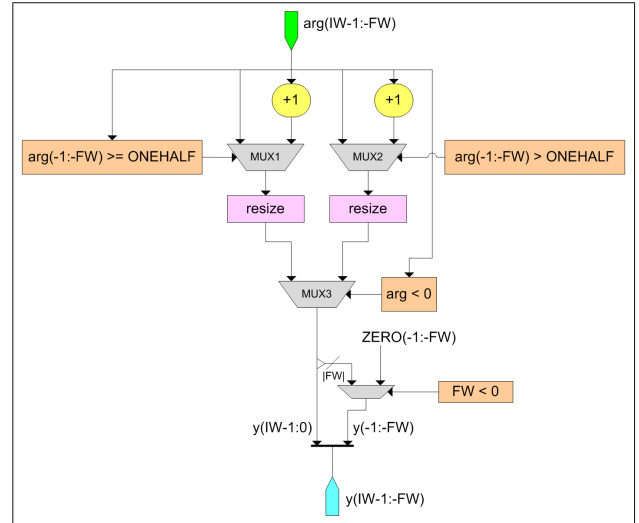 arg(IW-1:-FW)
+1
+1
arg(-1:-FW) >= ONEHALF
MUX1
MUX2
arg(-1:-FW) > ONEHALF
resize
resize
MUX3
arg < 0
ZERO(-1:-FW)
|FW|
FW < 0
y(IW-1:0)
y(-1:-FW)
y(IW-1:-FW)